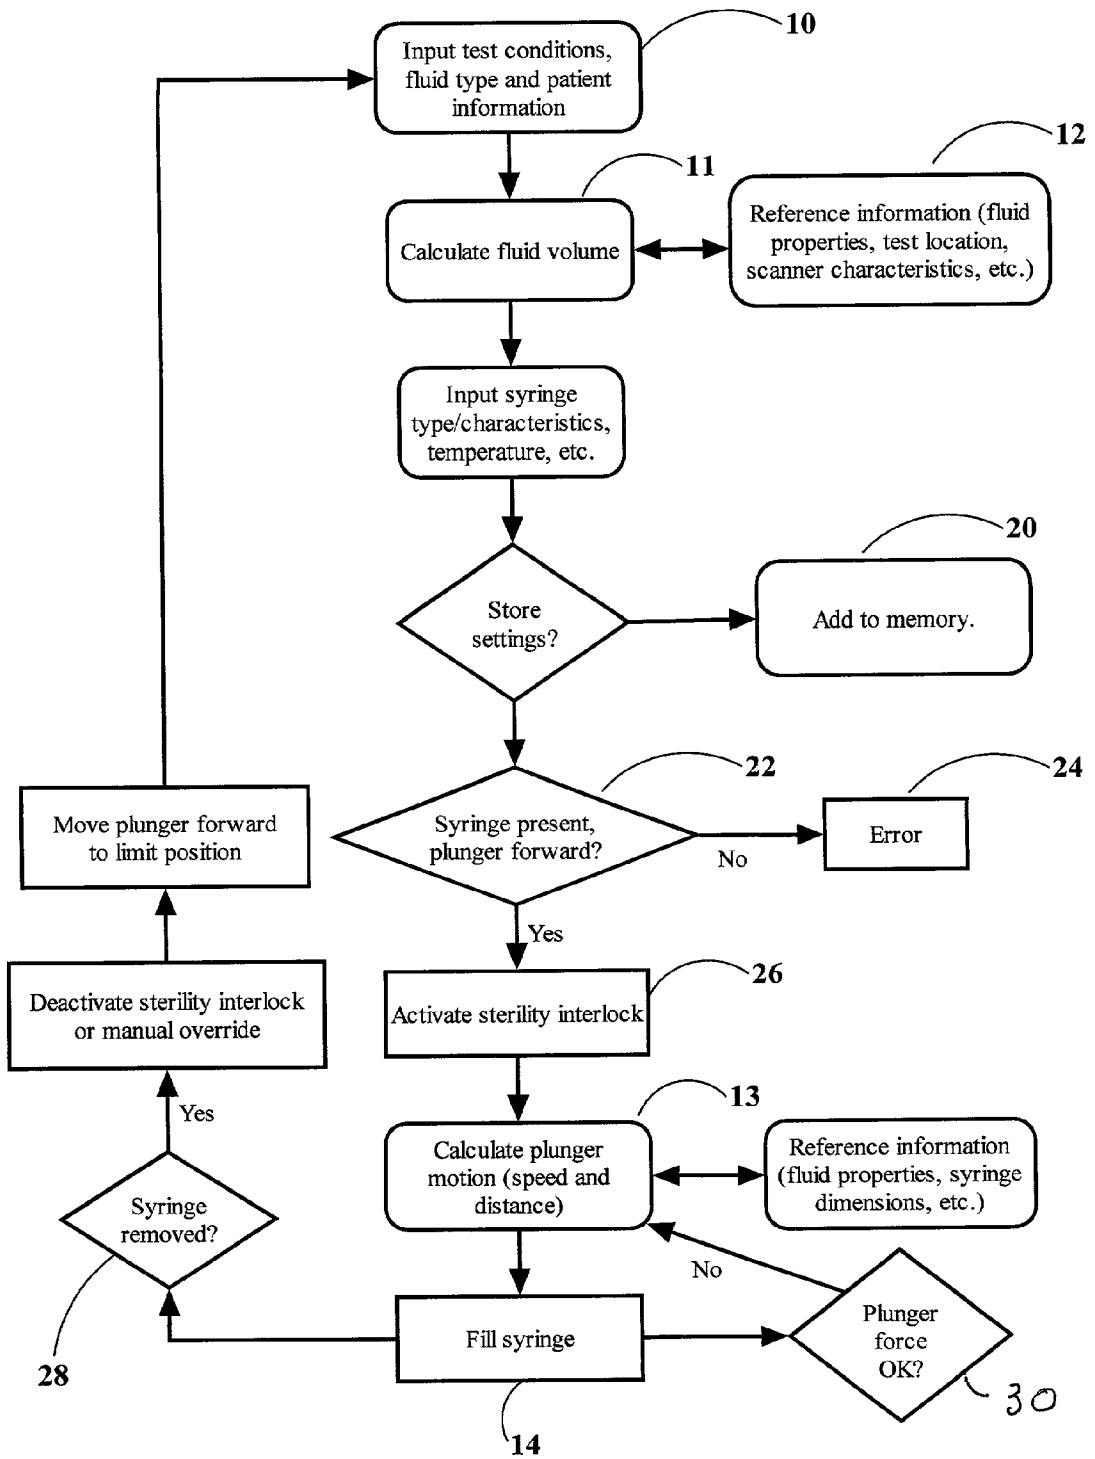 10
Input test conditions,
fluid type and patient
information
11
12
Calculate fluid volume
Reference information (fluid
properties, test location,
scanner characteristics, etc.)
Input syringe
type/characteristics,
temperature, etc.
20
Store
settings?
Add to memory.
22
24
Syringe present,
plunger forward?
No
Error
Yes
Move plunger forward
to limit position
26
Activate sterility interlock
Deactivate sterility interlock
or manual override
Yes
13
Calculate plunger
motion (speed and
distance)
Reference information
(fluid properties, syringe
dimensions, etc.)
Syringe
removed?
28
No
Fill syringe
14
Plunger
force
OK?
30